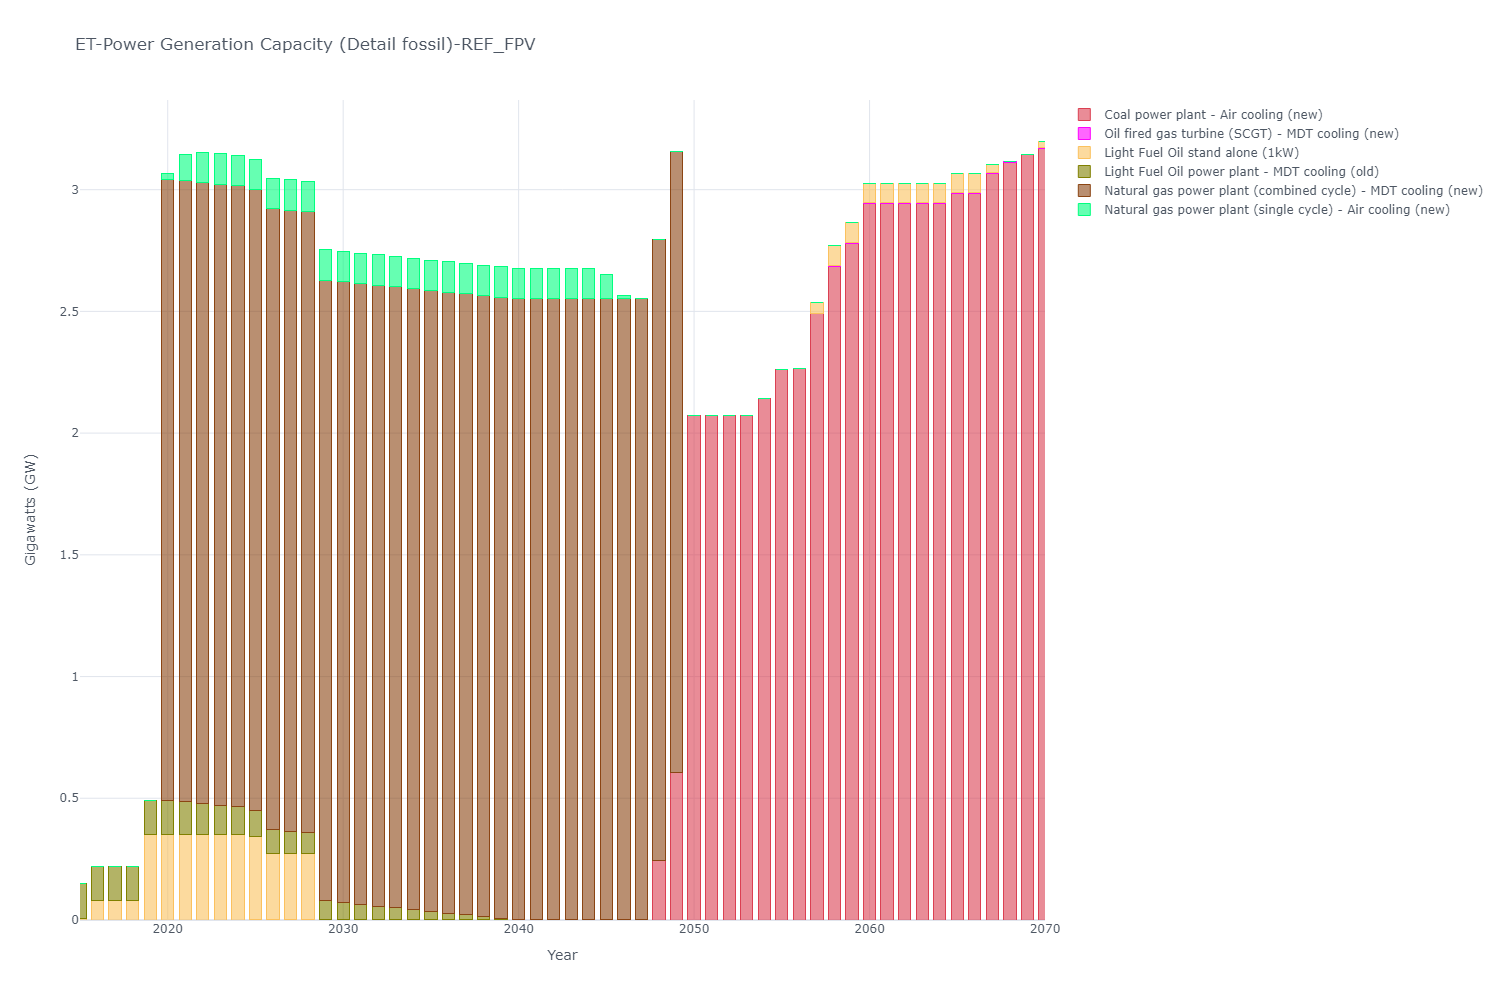 ET-Power Generation Capacity (Detail fossil)-REF_FPV
Coal power plant - Air cooling (new)
Oil fired gas turbine (SCGT) - MDT cooling (new)
Light Fuel Oil stand alone (1kW)
Light Fuel Oil power plant - MDT cooling (old)
Natural gas power plant (combined cycle) - MDT cooling (new)
Natural gas power plant (single cycle) - Air cooling (new)
3
2.5
2
1.5
1
0.5
0
Gigawatts (GW)
2020
2030
2040
2050
2060
2070
Year